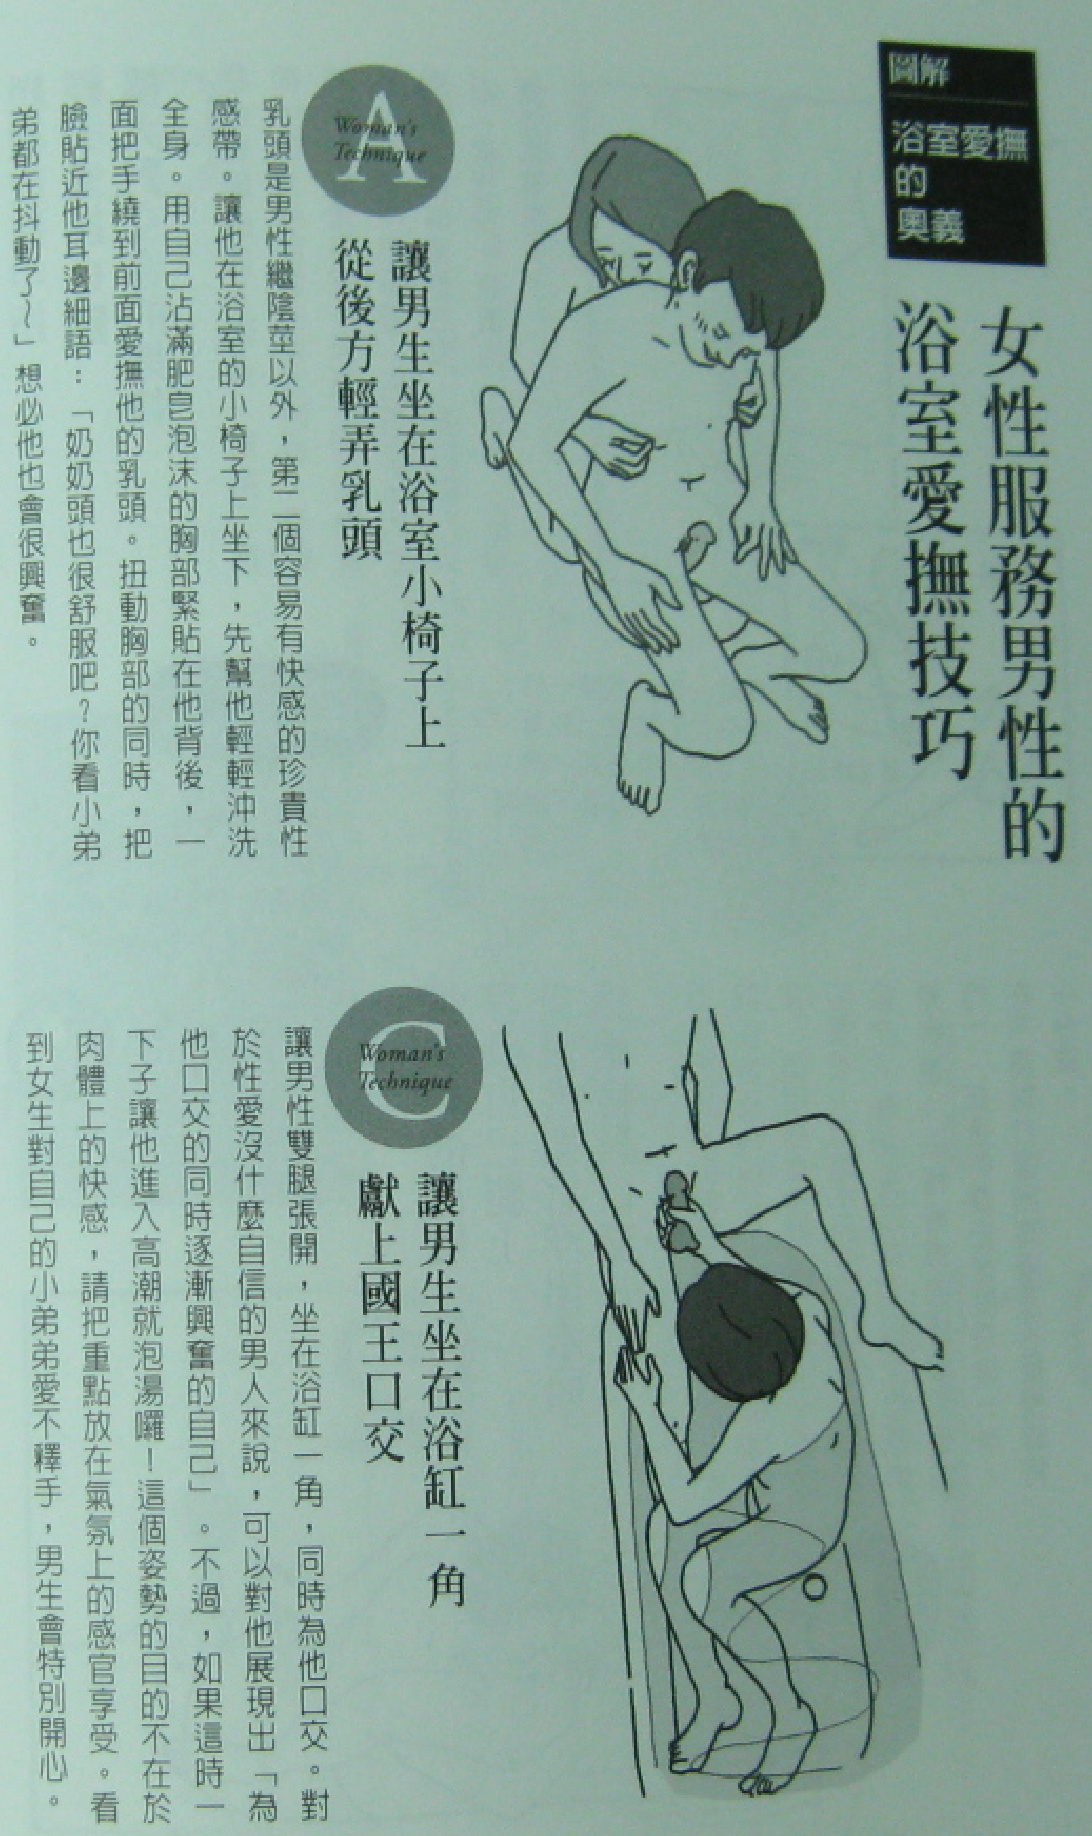 圖解
浴室愛撫
的
奧義
女性服務男性的
浴室愛撫技巧
A
Woman's
Technique
讓男生坐在浴室小椅子上
從後方輕弄乳頭
乳頭是男性繼陰莖以外，第二個容易有快感的珍貴性
感帶。讓他在浴室的小椅子上坐下，先幫他輕輕沖洗
全身。用自己沾滿肥皂泡沫的胸部緊貼在他背後，一
面把手繞到前面愛撫他的乳頭。扭動胸部的同時，把
臉貼近他耳邊細語：「奶奶頭也很舒服吧？你看小弟
弟都在抖動了～」想必他也會很興奮。
C
Woman's
Technique
讓男生坐在浴缸一角
獻上國王口交
讓男性雙腿張開，坐在浴缸一角，同時為他口交。對
於性愛沒什麼自信的男人來說，可以對他展現出「為
他口交的同時逐漸興奮的自己」。不過，如果這時一
下子讓他進入高潮就泡湯囉！這個姿勢的目的不在於
肉體上的快感，請把重點放在氣氛上的感官享受。看
到女生對自己的小弟弟愛不釋手，男生會特別開心。